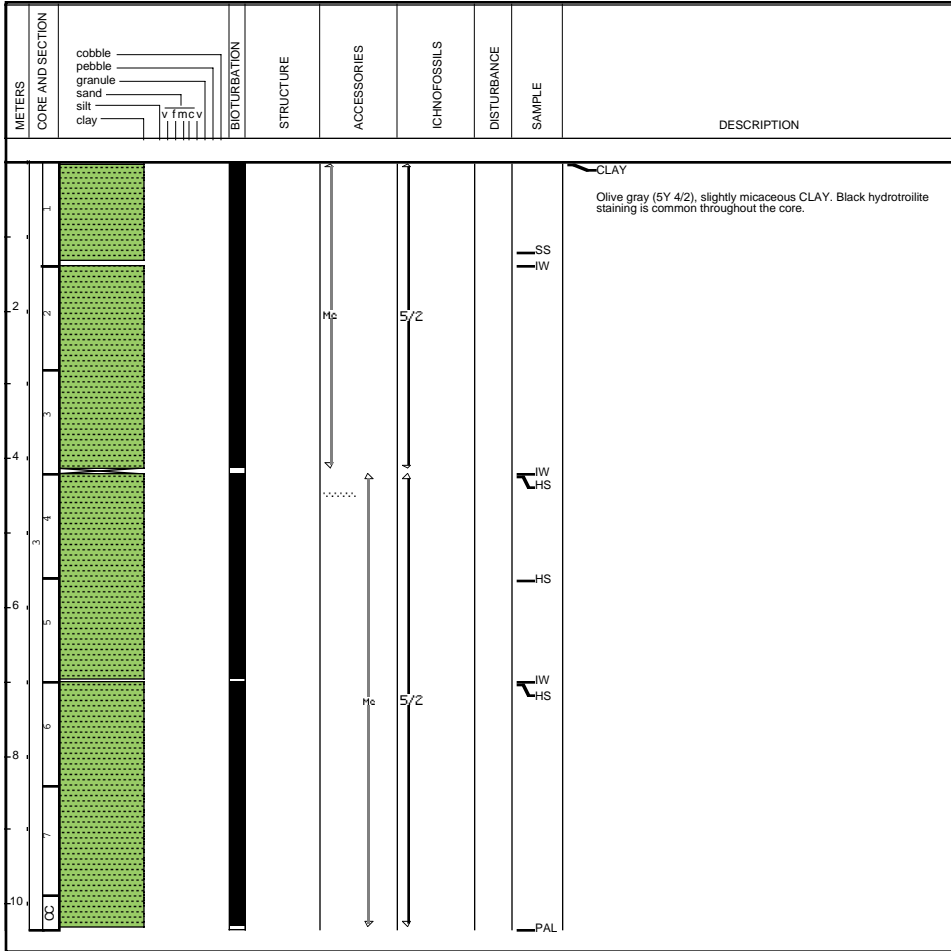 METERS
CORE AND SECTION
cobble
pebble
granule
sand
silt
clay
v f m c v
BIOTURBATION
STRUCTURE
ACCESSORIES
ICHNOFOSSILS
DISTURBANCE
SAMPLE
DESCRIPTION
CLAY
Olive gray (5Y 4/2), slightly micaceous CLAY. Black hydrotroilite
staining is common throughout the core.
1
SS
IW
2
2
Mc
5/2
3
4
IW
HS
4
3
HS
6
5
IW
HS
Mc
5/2
6
8
7
10
CC
PAL